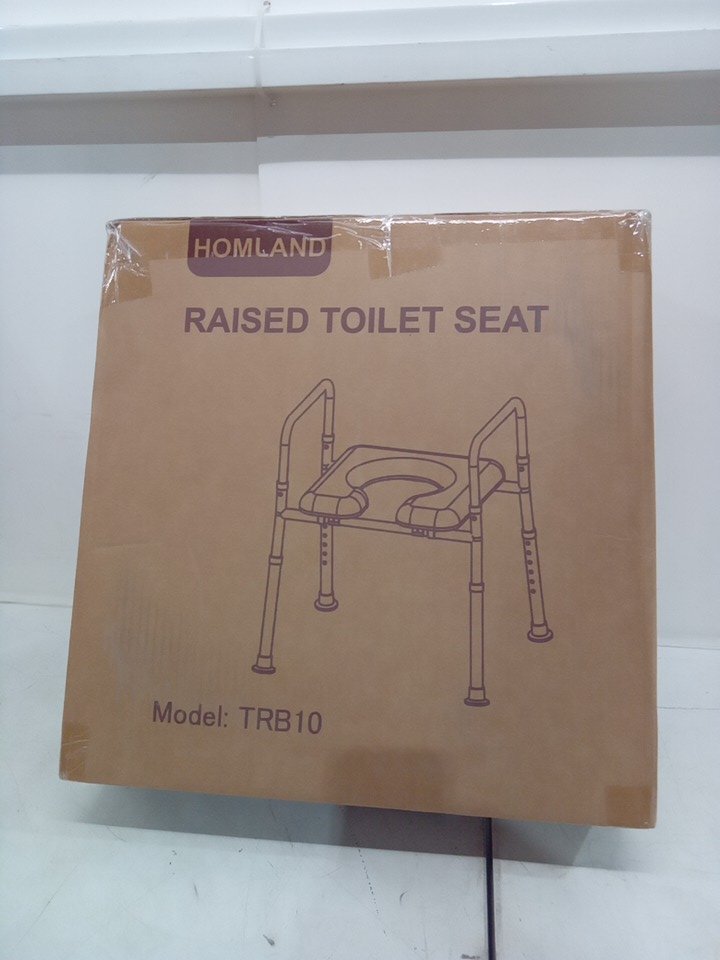 HOMLAND
RAISED TOILET SEAT
Model: TRB10